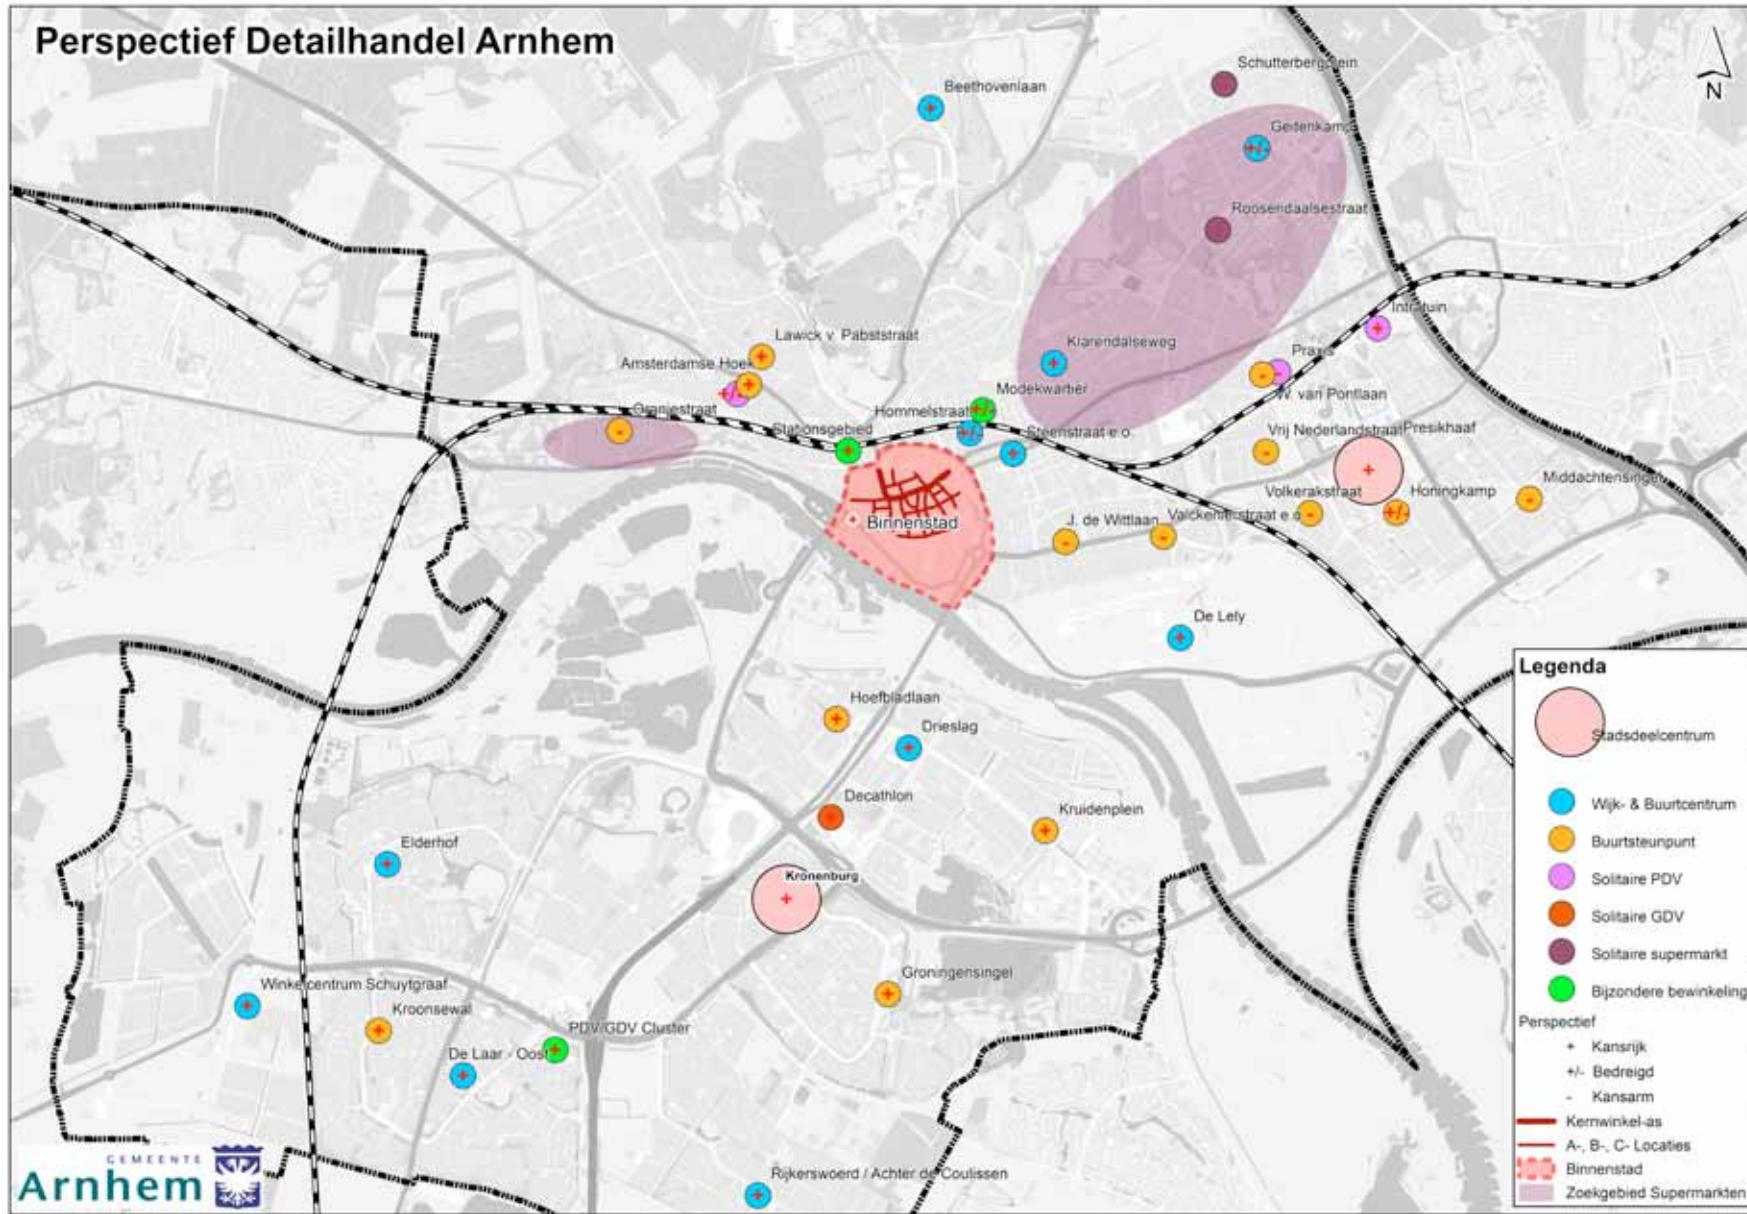 Perspectief Detailhandel Arnhem
N
Schutterbergplein
Beethovenlaan
Geitenkamp
Roosendaalsestraat
Intratuin
Lawick v. Pabststraat
Klarendalseweg
Praxis
Amsterdamse Hoek
+/-
Modekwartier
W. van Pontlaan
Oranjestraat
Hommelstraat
Stationsgebied
Steenstraat e.o.
Vrij Nederlandstraat
Presikhaaf
Middachtensingel
Volkerakstraat
Honingkamp
Binnenstad
J. de Wittlaan
Valckenierstraat e.o.
De Lely
Hoefbladlaan
Drieslag
Decathlon
Kruidenplein
Elderhof
Kronenburg
Groningensingel
Winkelcentrum Schuytgraaf
Kroonsewal
PDV/GDV Cluster
De Laar - Oost
Rijkerswoerd / Achter de Coulissen
Legenda
Stadsdeelcentrum
Wijk- & Buurtcentrum
Buurtsteunpunt
Solitaire PDV
Solitaire GDV
Solitaire supermarkt
Bijzondere bewinkeling
Perspectief
+ Kansrijk
+/- Bedreigd
- Kansarm
Kernwinkel-as
A-, B-, C- Locaties
Binnenstad
Zoekgebied Supermarkten
GEMEENTE
Arnhem